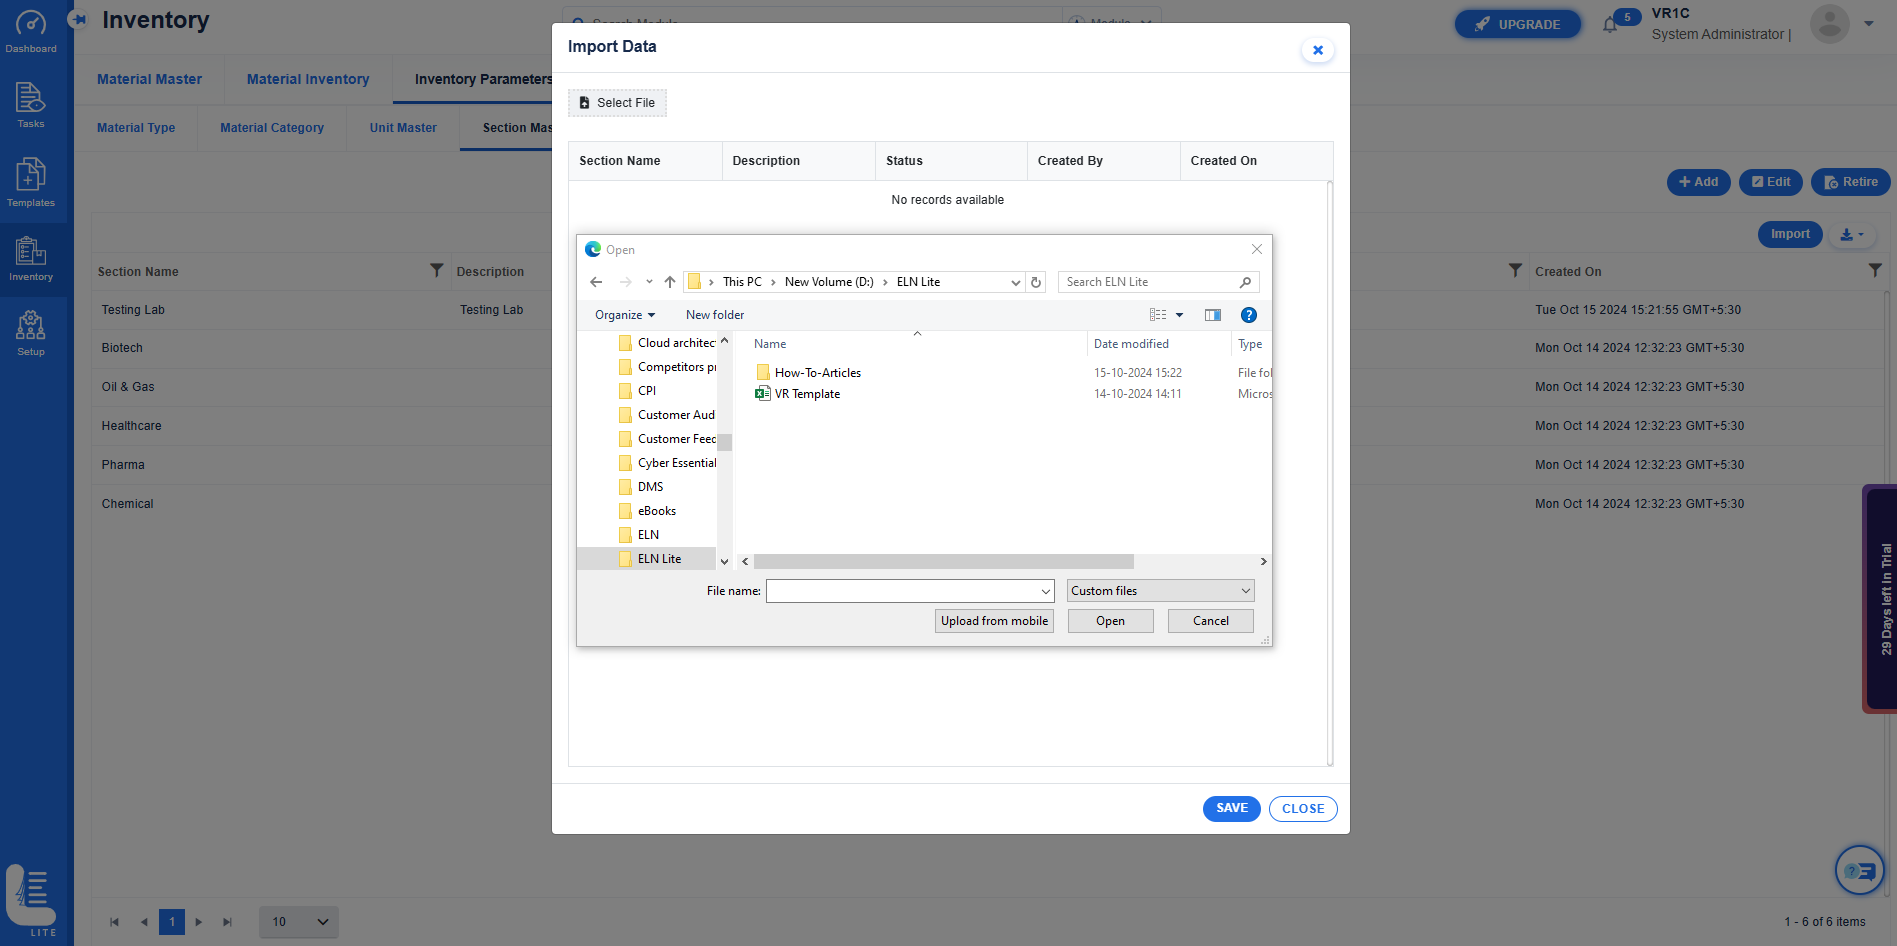 Dashboard
Tasks
Templates
Inventory
Setup
LITE
Inventory
Search Module
Module
UPGRADE
5
VR1C
System Administrator |
Material Master
Material Inventory
Inventory Parameters
Material Type
Material Category
Unit Master
Section Mas
Add
Edit
Retire
Import
Section Name
Description
Created On
Testing Lab
Testing Lab
Tue Oct 15 2024 15:21:55 GMT+5:30
Biotech
Mon Oct 14 2024 12:32:23 GMT+5:30
Oil & Gas
Mon Oct 14 2024 12:32:23 GMT+5:30
Healthcare
Mon Oct 14 2024 12:32:23 GMT+5:30
Pharma
Mon Oct 14 2024 12:32:23 GMT+5:30
Chemical
Mon Oct 14 2024 12:32:23 GMT+5:30
1
10
1 - 6 of 6 items
29 Days left in Trial
Import Data
Select File
Section Name
Description
Status
Created By
Created On
No records available
Open
This PC > New Volume (D:) > ELN Lite
Search ELN Lite
Organize
New folder
Cloud architec
Competitors pr
CPI
Customer Aud
Customer Feec
Cyber Essential
DMS
eBooks
ELN
ELN Lite
Name
Date modified
Type
How-To-Articles
15-10-2024 15:22
File fol
VR Template
14-10-2024 14:11
Micros
File name:
Custom files
Upload from mobile
Open
Cancel
SAVE
CLOSE